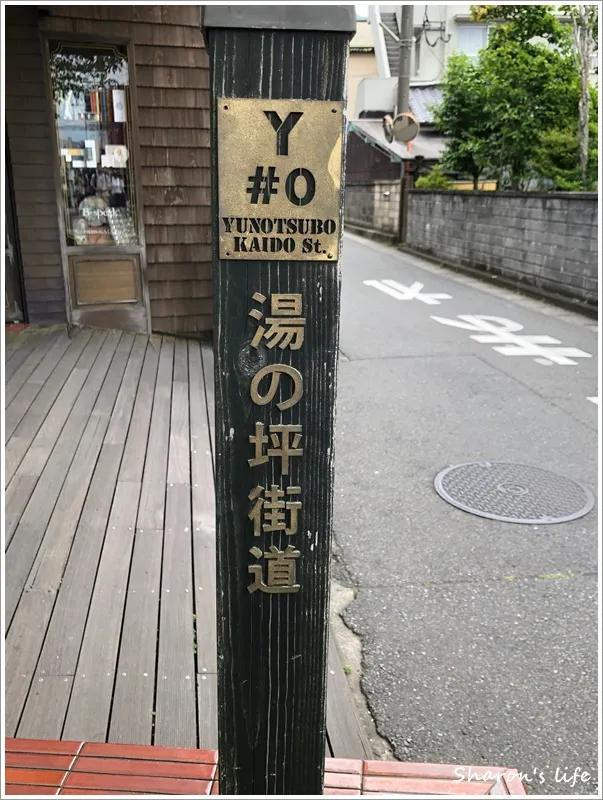 Y
#0
YUNOTSUBO
KAIDO St.
湯の坪街道
Sharon's life